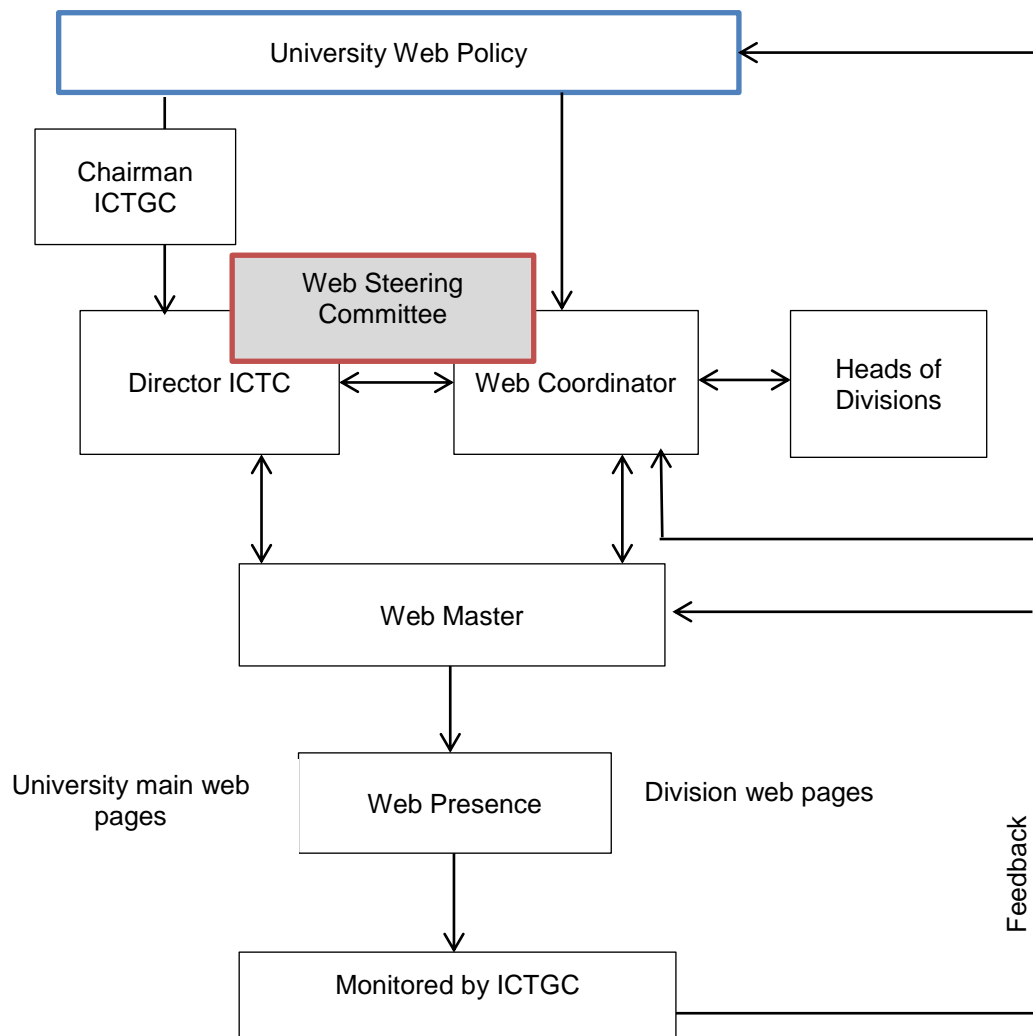 University Web Policy
Chairman
ICTGC
Web Steering
Committee
Director ICTC
Web Coordinator
Heads of
Divisions
Web Master
University main web
pages
Web Presence
Division web pages
Feedback
Monitored by ICTGC